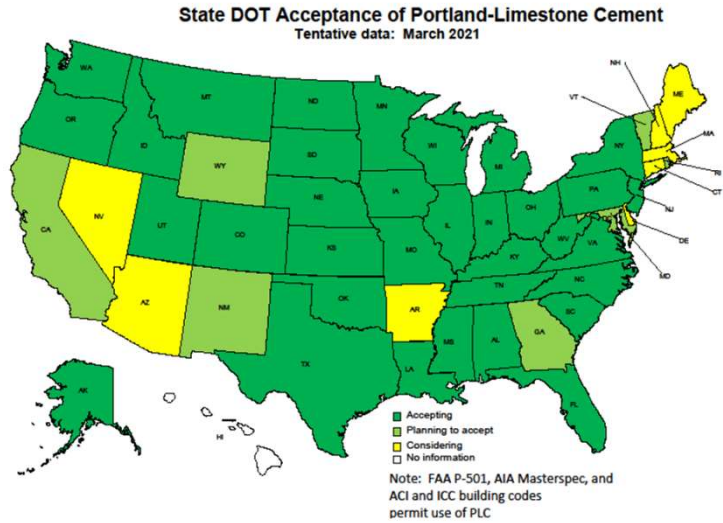 State DOT Acceptance of Portland-Limestone Cement
Tentative data: March 2021
NH
WA
ME
MT
ND
MN
VT
OR
MA
ID
SD
WI
NY
WY
MI
RI
CT
IA
PA
NE
NV
NJ
OH
IL
IN
UT
CA
CO
DE
WV
VA
KS
MO
KY
MD
NC
TN
OK
AZ
NM
AR
SC
MS
AL
GA
TX
LA
AK
FL
HI
Accepting
Planning to accept
Considering
No information
Note: FAA P-501, AIA Masterspec, and
ACI and ICC building codes
permit use of PLC